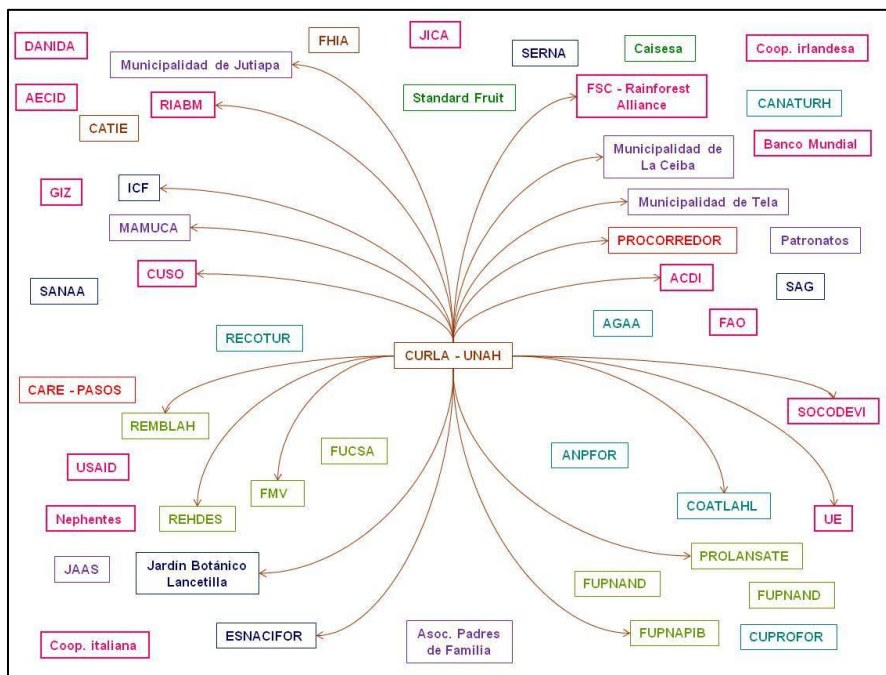 DANIDA
FHIA
JICA
SERNA
Caisesa
Coop. irlandesa
Municipalidad de Jutiapa
AECID
RIABM
Standard Fruit
FSC - Rainforest
Alliance
CANATURH
CATIE
Municipalidad de
La Ceiba
Banco Mundial
GIZ
ICF
Municipalidad de Tela
MAMUCA
PROCORREDOR
Patronatos
SANAA
CUSO
ACDI
SAG
RECOTUR
AGAA
FAO
CURLA - UNAH
CARE - PASOS
REMBLAH
SOCODEVI
USAID
FUCSA
ANPFOR
FMV
COATLAHL
Nephentes
REHDES
UE
JAAS
Jardín Botánico
Lancetilla
PROLANSATE
FUPNAND
FUPNAND
Coop. italiana
ESNACIFOR
Asoc. Padres
de Familia
FUPNAPIB
CUPROFOR